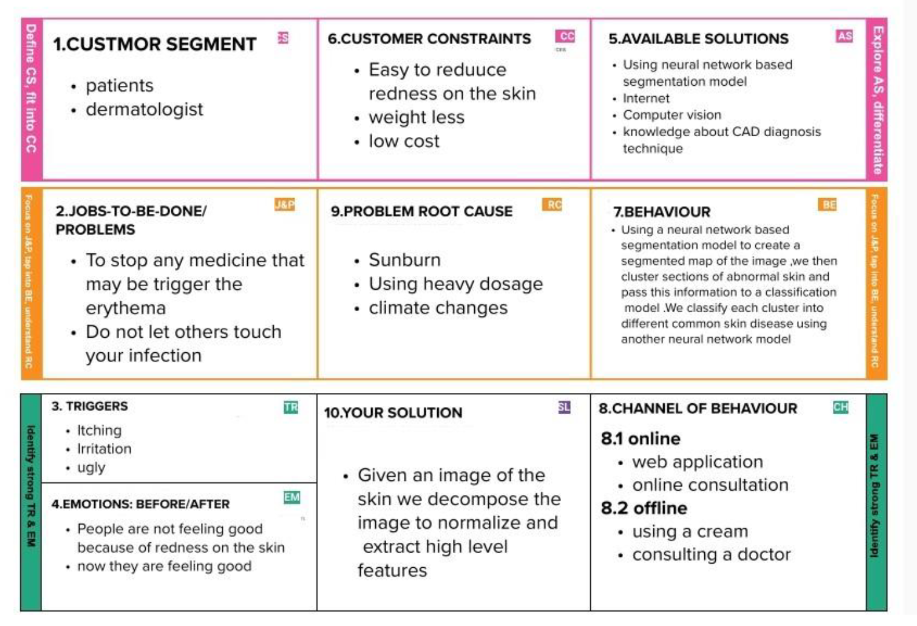 Define CS, fit into CC
1.CUSTMOR SEGMENT
CS
• patients
• dermatologist
6.CUSTOMER CONSTRAINTS
CC
• Easy to reduuce
redness on the skin
• weight less
• low cost
5.AVAILABLE SOLUTIONS
AS
• Using neural network based
segmentation model
• Internet
• Computer vision
• knowledge about CAD diagnosis
technique
Explore AS, differentiate
Focus on J&P, tap into BE, understand RC
2.JOBS-TO-BE-DONE/
PROBLEMS
J&P
• To stop any medicine that
may be trigger the
erythema
• Do not let others touch
your infection
9.PROBLEM ROOT CAUSE
RC
• Sunburn
• Using heavy dosage
• climate changes
7.BEHAVIOUR
BE
• Using a neural network based
segmentation model to create a
segmented map of the image ,we then
cluster sections of abnormal skin and
pass this information to a classification
model .We classify each cluster into
different common skin disease using
another neural network model
Focus on J&P, tap into BE, understand RC
Identify strong TR & EM
3. TRIGGERS
TR
• Itching
• Irritation
• ugly
4.EMOTIONS: BEFORE/AFTER
EM
• People are not feeling good
because of redness on the skin
• now they are feeling good
10.YOUR SOLUTION
SL
• Given an image of the
skin we decompose the
image to normalize and
extract high level
features
8.CHANNEL OF BEHAVIOUR
CH
8.1 online
• web application
• online consultation
8.2 offline
• using a cream
• consulting a doctor
Identify strong TR & EM